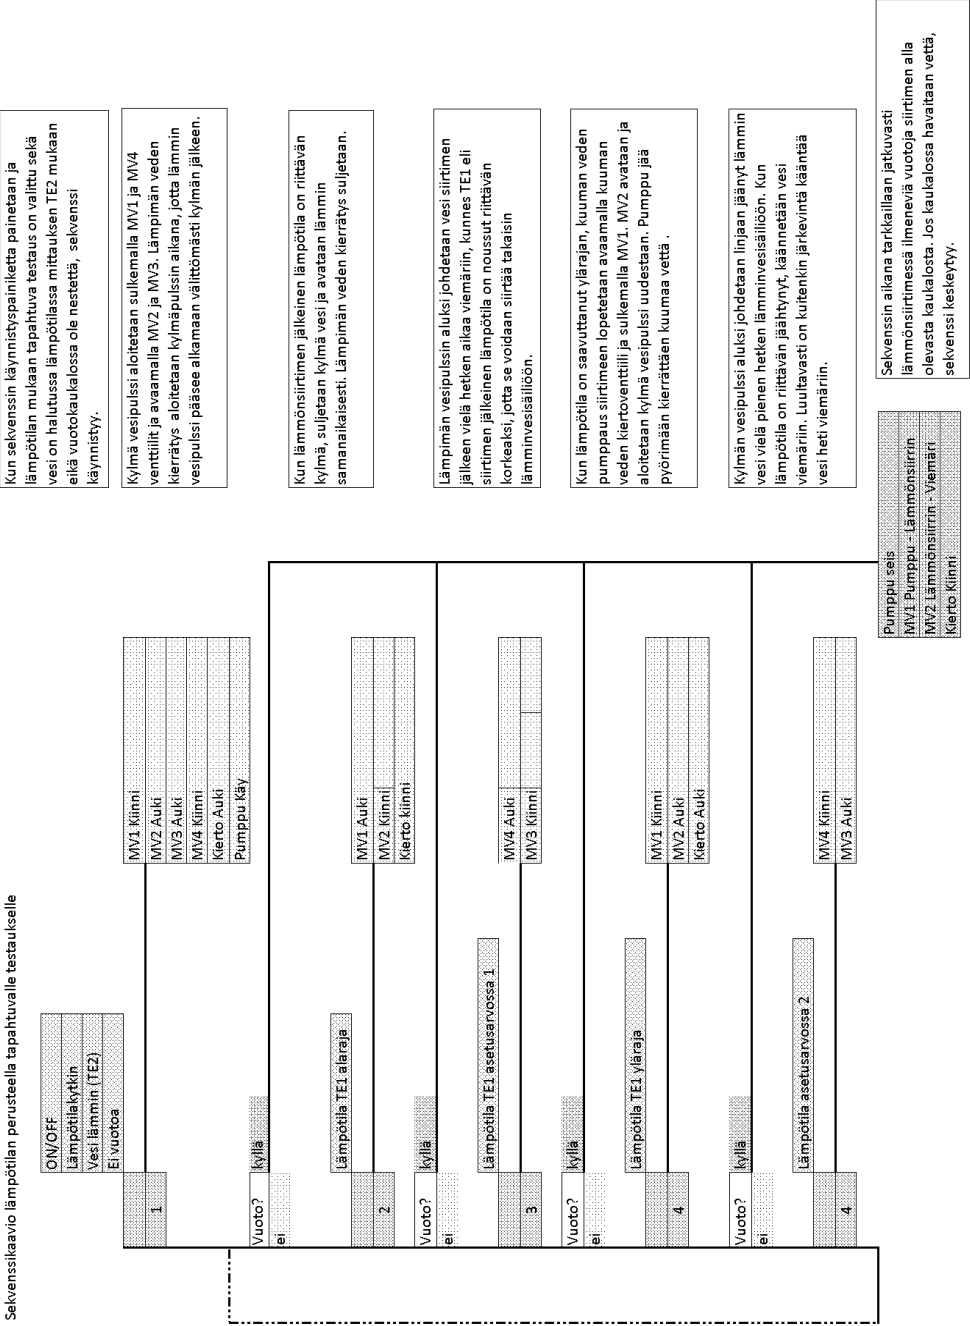 Sekvenssikaavio lämpötilan perusteella tapahtuvalle testaukselle
ON/OFF
Lämpötilakytkin
Vesi lämmin (TE2)
Ei vuotoa
1
MV1 Kiinni
MV2 Auki
MV3 Auki
MV4 Kiinni
Kierto Auki
Pumppu Käy
Vuoto?
kyllä
ei
Lämpötila TE1 alaraja
2
MV1 Auki
MV2 Kiinni
Kierto kiinni
Vuoto?
kyllä
ei
Lämpötila TE1 asetusarvossa 1
3
MV4 Auki
MV3 Kiinni
Vuoto?
kyllä
ei
Lämpötila TE1 yläraja
4
MV1 Kiinni
MV2 Auki
Kierto Auki
Vuoto?
kyllä
ei
Lämpötila asetusarvossa 2
4
MV4 Kiinni
MV3 Auki
Pumppu seis
MV1 Pumppu - Lämmönsiirrin
MV2 Lämmönsiirrin - Viemäri
Kierto Kiinni
Kun sekvenssin käynnistyspainiketta painetaan ja
lämpötilan mukaan tapahtuva testaus on valittu sekä
vesi on halutussa lämpötilassa mittauksen TE2 mukaan
eikä vuotokaukalossa ole nestettä, sekvenssi
käynnistyy.
Kylmä vesipulssi aloitetaan sulkemalla MV1 ja MV4
venttiilit ja avaamalla MV2 ja MV3. Lämpimän veden
kierrätys aloitetaan kylmäpulssin aikana, jotta lämmin
vesipulssi pääsee alkamaan välittömästi kylmän jälkeen.
Kun lämmönsiirtimen jälkeinen lämpötila on riittävän
kylmä, suljetaan kylmä vesi ja avataan lämmin
samanaikaisesti. Lämpimän veden kierrätys suljetaan.
Lämpimän vesipulssin aluksi johdetaan vesi siirtimen
jälkeen vielä hetken aikaa viemäriin, kunnes TE1 eli
siirtimen jälkeinen lämpötila on noussut riittävän
korkeaksi, jotta se voidaan siirtää takaisin
lämminvesisäiliöön.
Kun lämpötila on saavuttanut ylärajan, kuuman veden
pumppaus siirtimen lopetetaan avaamalla kuuman
veden kiertoventtiili ja sulkemalla MV1. MV2 avataan ja
aloitetaan kylmä vesipulssi uudestaan. Pumppu jää
pyörimään kierrättäen kuumaa vettä .
Kylmän vesipulssi aluksi johdetaan linjaan jäänyt lämmin
vesi vielä pienen hetken lämminvesisäiliöön. Kun
lämpötila on riittävän jäähtynyt, käännetään vesi
viemäriin. Luultavasti on kuitenkin järkevintä kääntää
vesi heti viemäriin.
Sekvenssin aikana tarkkaillaan jatkuvasti
lämmönsiirtimessä ilmeneviä vuotoja siirtimen alla
olevasta kaukalosta. Jos kaukalossa havaitaan vettä,
sekvenssi keskeytyy.